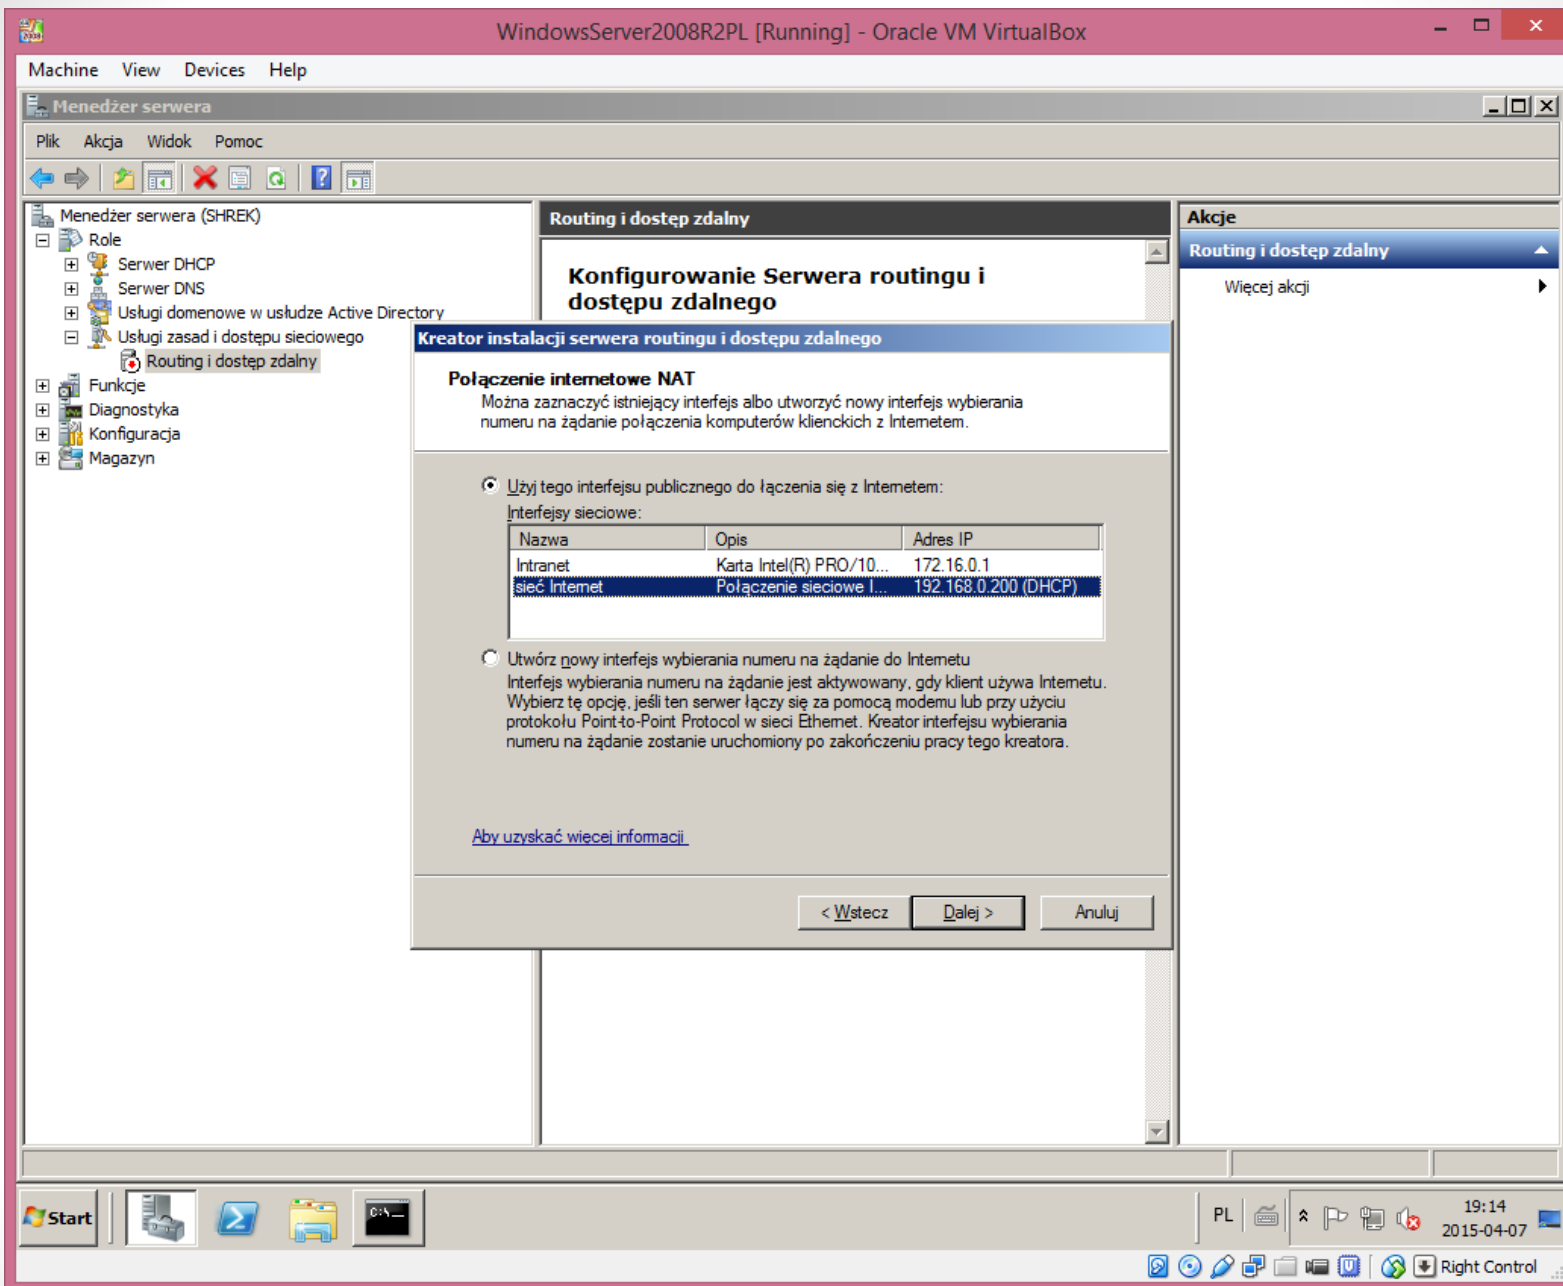 WindowsServer2008R2PL [Running] - Oracle VM VirtualBox
Machine View Devices Help
Menedżer serwera
Plik Akcja Widok Pomoc
Menedżer serwera (SHREK)
Role
Serwer DHCP
Serwer DNS
Usługi domenowe w usłudze Active Directory
Usługi zasad i dostępu sieciowego
Routing i dostęp zdalny
Funkcje
Diagnostyka
Konfiguracja
Magazyn
Routing i dostęp zdalny
Konfigurowanie Serwera routingu i
dostępu zdalnego
Akcje
Routing i dostęp zdalny
Więcej akcji
Kreator instalacji serwera routingu i dostępu zdalnego
Połączenie internetowe NAT
Można zaznaczyć istniejący interfejs albo utworzyć nowy interfejs wybierania
numeru na żądanie połączenia komputerów klienckich z Internetem.
Użyj tego interfejsu publicznego do łączenia się z Internetem:
Interfejsy sieciowe:
Nazwa Opis Adres IP
Intranet Karta Intel(R) PRO/10... 172.16.0.1
sieć Internet Połączenie sieciowe I... 192.168.0.200 (DHCP)
Utwórz nowy interfejs wybierania numeru na żądanie do Internetu
Interfejs wybierania numeru na żądanie jest aktywowany, gdy klient używa Internetu.
Wybierz tę opcję, jeśli ten serwer łączy się za pomocą modemu lub przy użyciu
protokołu Point-to-Point Protocol w sieci Ethernet. Kreator interfejsu wybierania
numeru na żądanie zostanie uruchomiony po zakończeniu pracy tego kreatora.
Aby uzyskać więcej informacji
< Wstecz Dalej > Anuluj
Start
C:\
PL
19:14
2015-04-07
Right Control